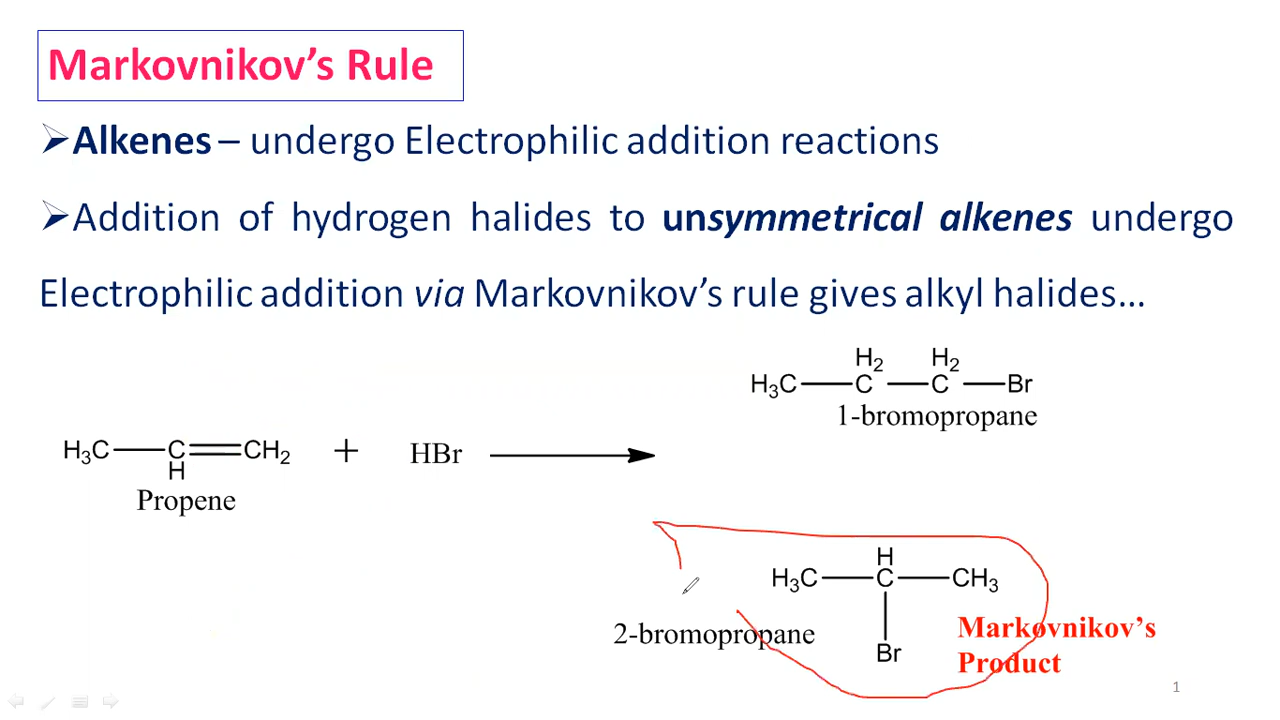 Markovnikov’s Rule
➢Alkenes – undergo Electrophilic addition reactions
➢Addition of hydrogen halides to unsymmetrical alkenes undergo
Electrophilic addition via Markovnikov’s rule gives alkyl halides…
H2 H2
H3C C C Br
1-bromopropane
H3C C CH2 + HBr
H
Propene
H
H3C C CH3
2-bromopropane
Br
Markovnikov’s
Product
1